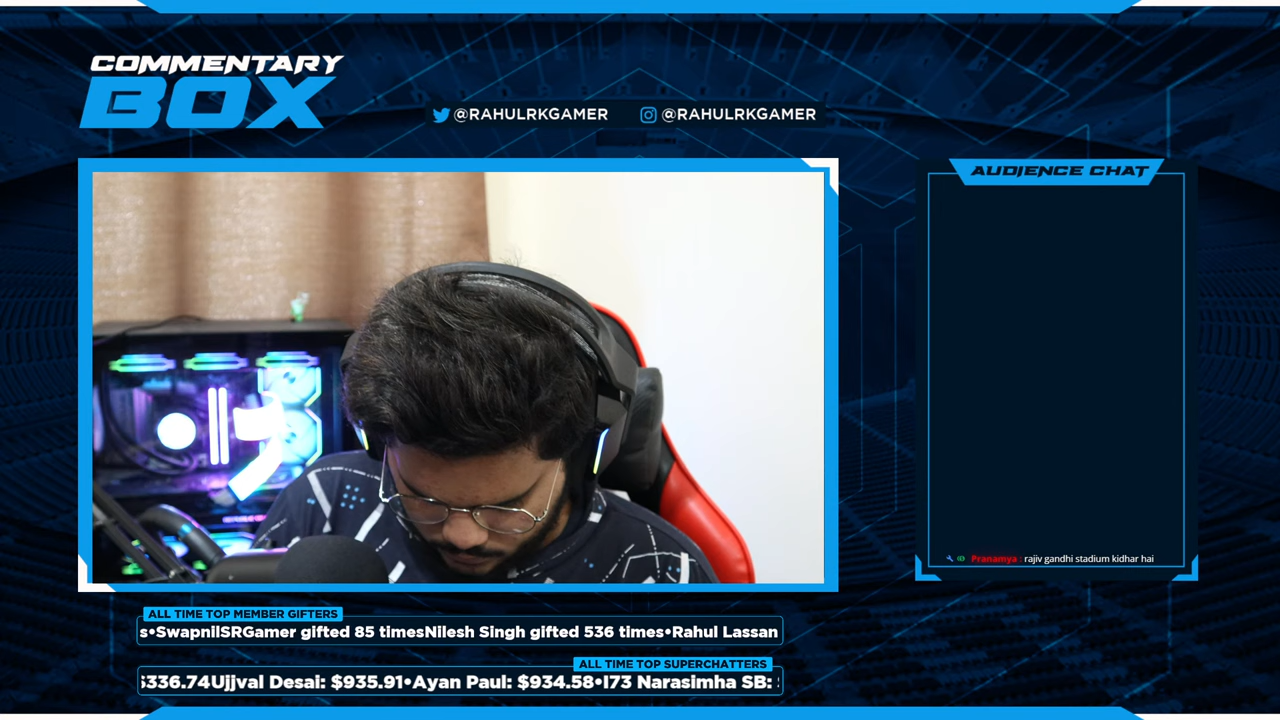 COMMENTARY
BOX
@RAHULRKGAMER @RAHULRKGAMER
AUDIENCE CHAT
Pranamya : rajiv gandhi stadium kidhar hai
ALL TIME TOP MEMBER GIFTERS
s•SwapnilSRGamer gifted 85 timesNilesh Singh gifted 536 times•Rahul Lassan
ALL TIME TOP SUPERCHATTERS
$336.74Ujjval Desai: $935.91•Ayan Paul: $934.58•I73 Narasimha SB: